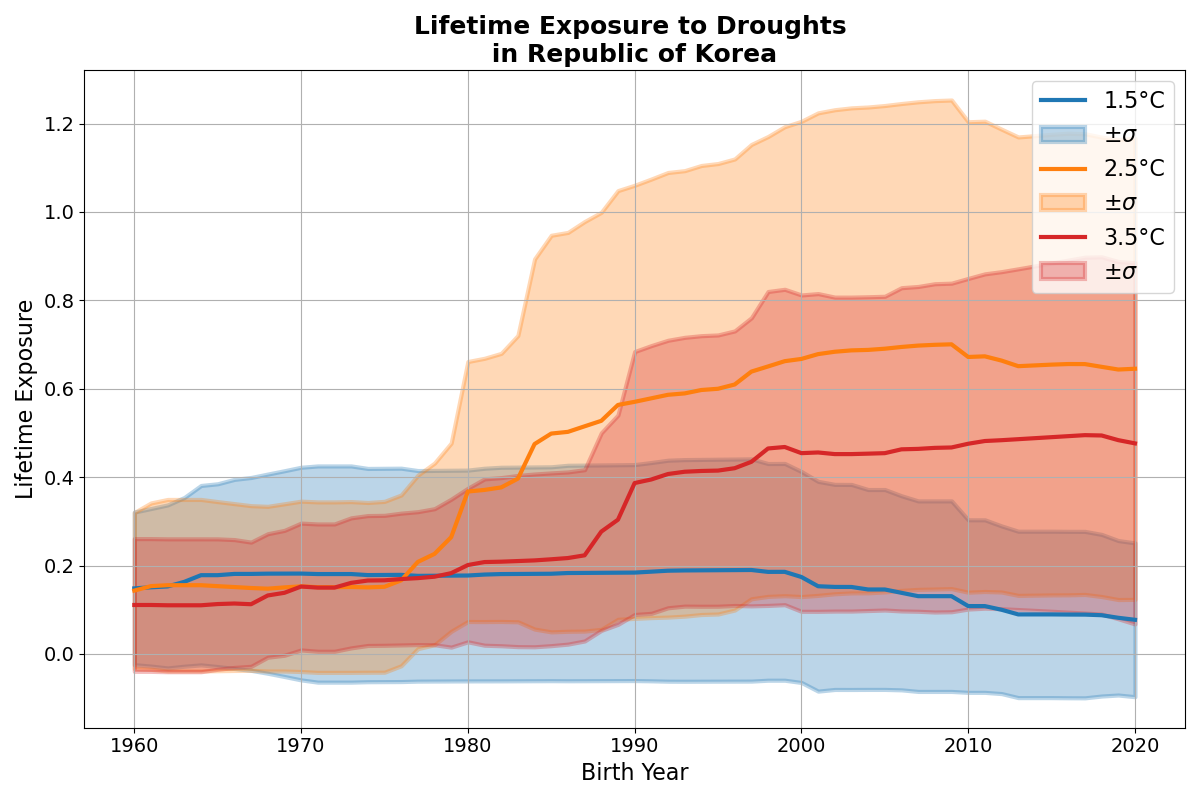 Lifetime Exposure to Droughts
in Republic of Korea
1.5°C
±σ
2.5°C
±σ
3.5°C
±σ
Lifetime Exposure
1.2
1.0
0.8
0.6
0.4
0.2
0.0
1960 1970 1980 1990 2000 2010 2020
Birth Year